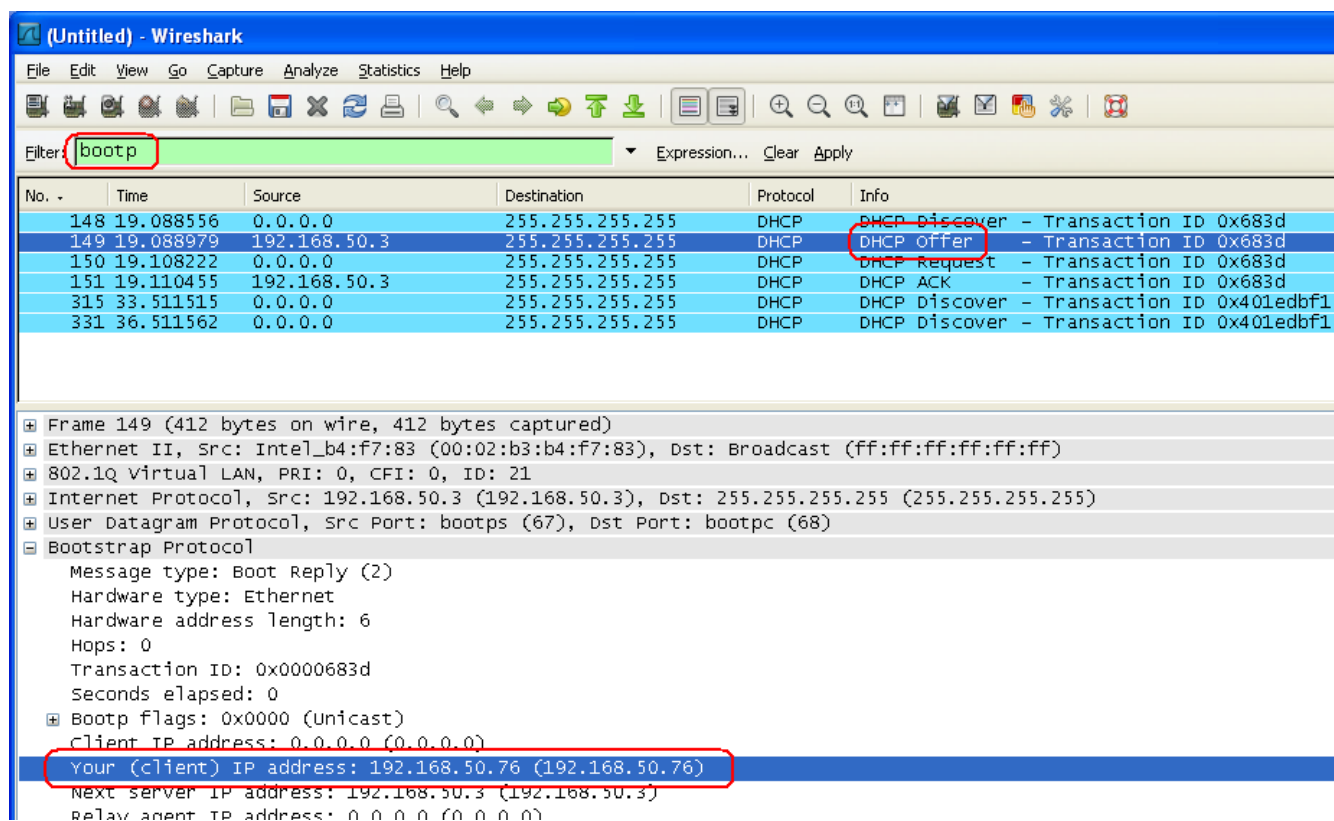 (Untitled) - Wireshark
File Edit View Go Capture Analyze Statistics Help
Filter: bootp Expression... Clear Apply
No. Time Source Destination Protocol Info
148 19.088556 0.0.0.0 255.255.255.255 DHCP DHCP Discover - Transaction ID 0x683d
149 19.088979 192.168.50.3 255.255.255.255 DHCP DHCP Offer - Transaction ID 0x683d
150 19.108222 0.0.0.0 255.255.255.255 DHCP DHCP Request - Transaction ID 0x683d
151 19.110455 192.168.50.3 255.255.255.255 DHCP DHCP ACK - Transaction ID 0x683d
315 33.511515 0.0.0.0 255.255.255.255 DHCP DHCP Discover - Transaction ID 0x401edbf1
331 36.511562 0.0.0.0 255.255.255.255 DHCP DHCP Discover - Transaction ID 0x401edbf1
Frame 149 (412 bytes on wire, 412 bytes captured)
Ethernet II, Src: Intel_b4:f7:83 (00:02:b3:b4:f7:83), Dst: Broadcast (ff:ff:ff:ff:ff:ff)
802.1Q Virtual LAN, PRI: 0, CFI: 0, ID: 21
Internet Protocol, Src: 192.168.50.3 (192.168.50.3), Dst: 255.255.255.255 (255.255.255.255)
User Datagram Protocol, Src Port: bootps (67), Dst Port: bootpc (68)
Bootstrap Protocol
Message type: Boot Reply (2)
Hardware type: Ethernet
Hardware address length: 6
Hops: 0
Transaction ID: 0x0000683d
Seconds elapsed: 0
Bootp flags: 0x0000 (Unicast)
Client IP address: 0.0.0.0 (0.0.0.0)
Your (client) IP address: 192.168.50.76 (192.168.50.76)
Next server IP address: 192.168.50.3 (192.168.50.3)
Relay agent IP address: 0.0.0.0 (0.0.0.0)